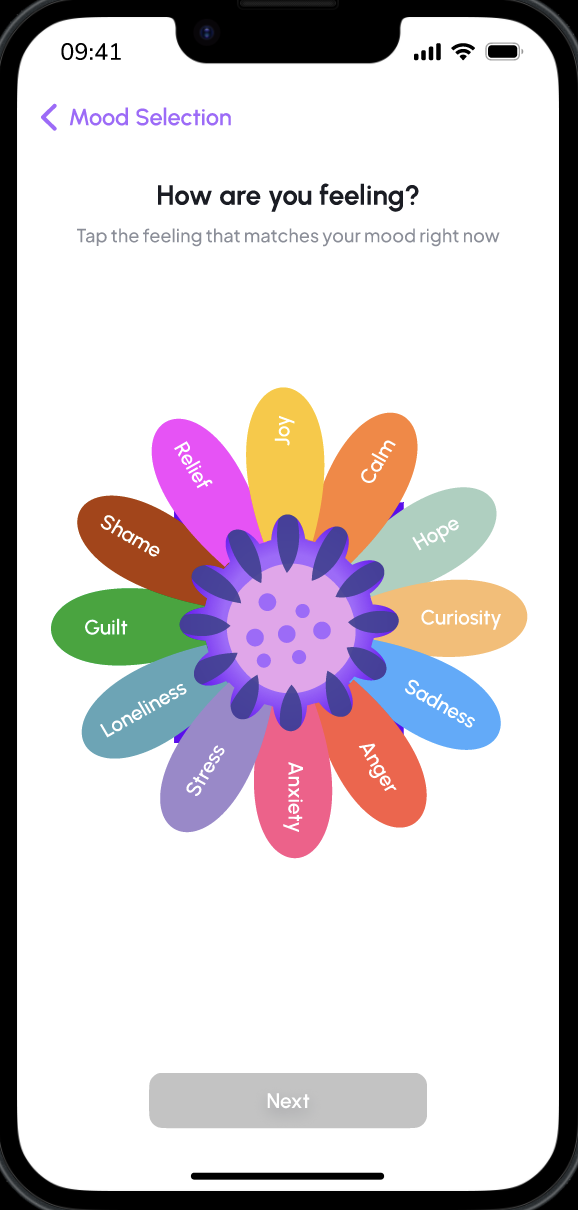 09:41
Mood Selection
How are you feeling?
Tap the feeling that matches your mood right now
Joy
Calm
Hope
Curiosity
Sadness
Anger
Anxiety
Stress
Loneliness
Guilt
Shame
Relief
Next